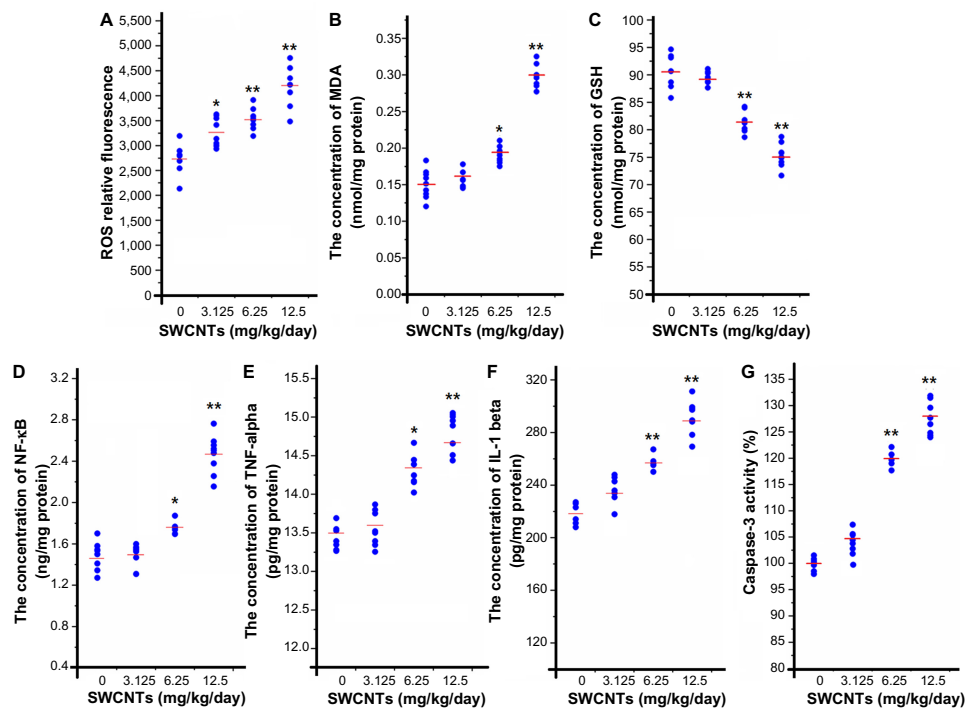 A
ROS relative fluorescence
5,500
5,000
4,500
4,000
3,500
3,000
2,500
2,000
1,500
1,000
500
0
*
**
**
0 3.125 6.25 12.5
SWCNTs (mg/kg/day)
B
The concentration of MDA
(nmol/mg protein)
0.40
0.35
0.30
0.25
0.20
0.15
0.10
0.05
0.00
*
**
0 3.125 6.25 12.5
SWCNTs (mg/kg/day)
C
The concentration of GSH
(nmol/mg protein)
100
95
90
85
80
75
70
65
60
55
50
**
**
0 3.125 6.25 12.5
SWCNTs (mg/kg/day)
D
The concentration of NF-κB
(ng/mg protein)
3.2
2.8
2.4
2.0
1.6
1.2
0.8
0.4
*
**
0 3.125 6.25 12.5
SWCNTs (mg/kg/day)
E
The concentration of TNF-alpha
(pg/mg protein)
15.5
15.0
14.5
14.0
13.5
13.0
12.5
12.0
*
**
0 3.125 6.25 12.5
SWCNTs (mg/kg/day)
F
The concentration of IL-1 beta
(pg/mg protein)
320
280
240
220
180
140
100
**
**
0 3.125 6.25 12.5
SWCNTs (mg/kg/day)
G
Caspase-3 activity (%)
135
130
125
120
115
110
105
100
95
90
85
80
**
**
0 3.125 6.25 12.5
SWCNTs (mg/kg/day)